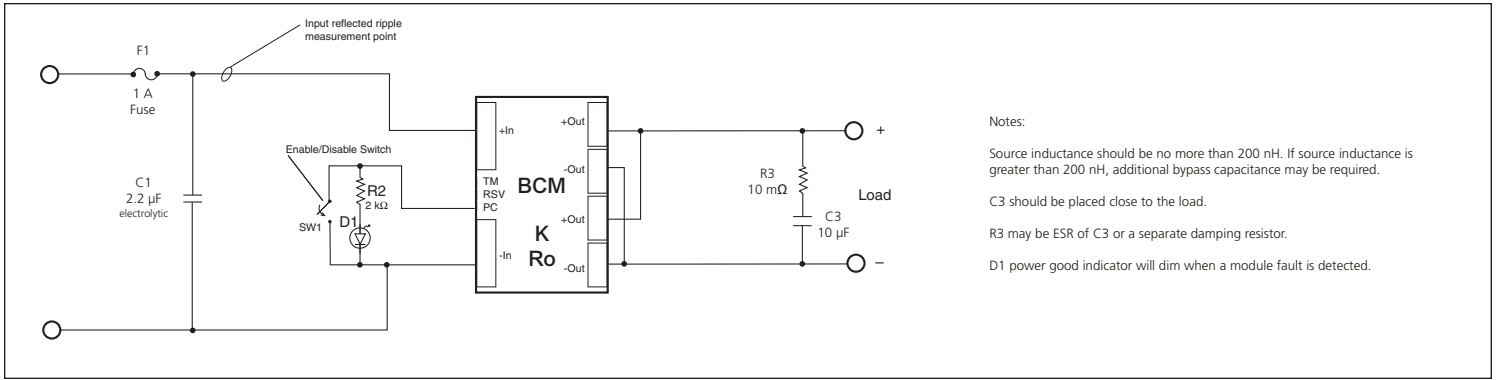 Input reflected ripple
measurement point
F1
1 A
Fuse
C1
2.2 µF
electrolytic
Enable/Disable Switch
SW1
R2
2 kΩ
D1
+In
TM
RSV
PC
-In
BCM
K
Ro
+Out
-Out
+Out
-Out
R3
10 mΩ
C3
10 µF
+
Load
–
Notes:
Source inductance should be no more than 200 nH. If source inductance is
greater than 200 nH, additional bypass capacitance may be required.
C3 should be placed close to the load.
R3 may be ESR of C3 or a separate damping resistor.
D1 power good indicator will dim when a module fault is detected.